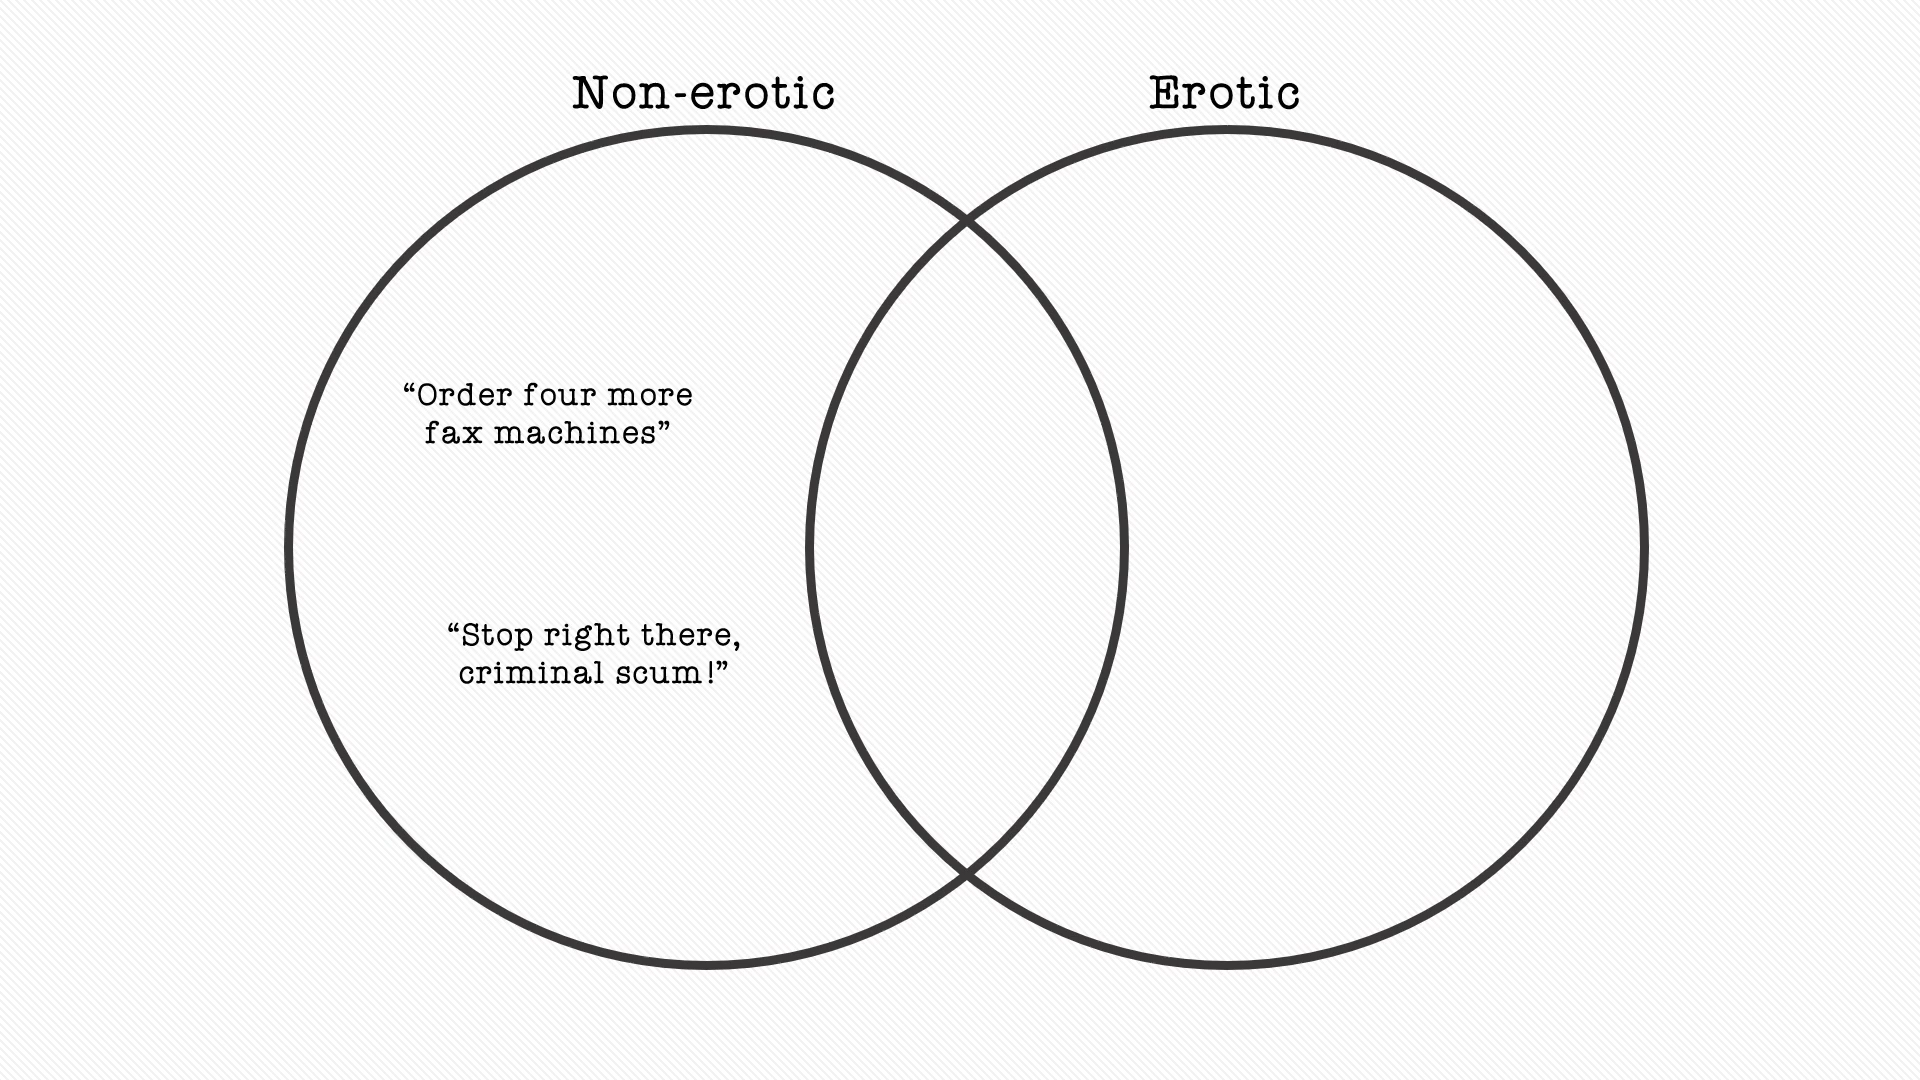 Non-erotic
Erotic
“Order four more
fax machines”
“Stop right there,
criminal scum!”